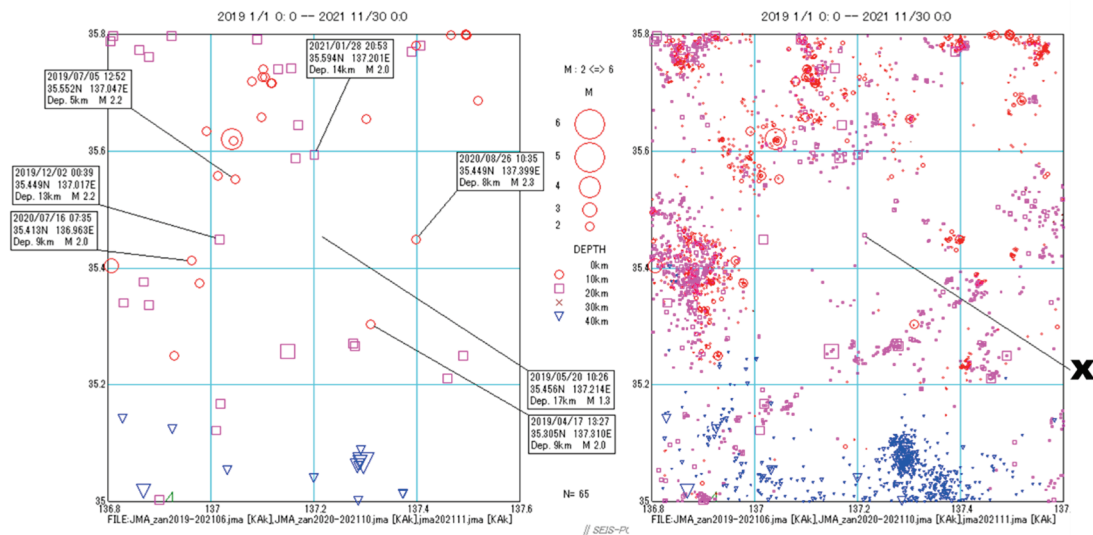 2019 1/1 0: 0 -- 2021 11/30 0:0
35.8
35.6
35.4
35.2
35
136.8
137
137.2
137.4
137.6
2021/01/28 20:53
35.594N 137.201E
Dep. 14km M 2.0
2019/07/05 12:52
35.552N 137.047E
Dep. 5km M 2.2
2020/08/26 10:35
35.449N 137.399E
Dep. 8km M 2.3
2019/12/02 00:39
35.449N 137.017E
Dep. 13km M 2.2
2020/07/16 07:35
35.413N 136.963E
Dep. 9km M 2.0
2019/05/20 10:26
35.456N 137.214E
Dep. 17km M 1.3
2019/04/17 13:27
35.305N 137.310E
Dep. 9km M 2.0
FILE:JMA_zan2019-202106.jma [KAk],JMA_zan2020-202110.jma [KAk],jma202111.jma [KAk]
M : 2 <=> 6
M
6
5
4
3
2
DEPTH
0km
10km
20km
30km
40km
N= 65
// SEIS-P
2019 1/1 0: 0 -- 2021 11/30 0:0
35.8
35.6
35.4
35.2
35
136.8
137
137.2
137.4
137.
X
FILE:JMA_zan2019-202106.jma [KAk],JMA_zan2020-202110.jma [KAk],jma202111.jma [KAk]